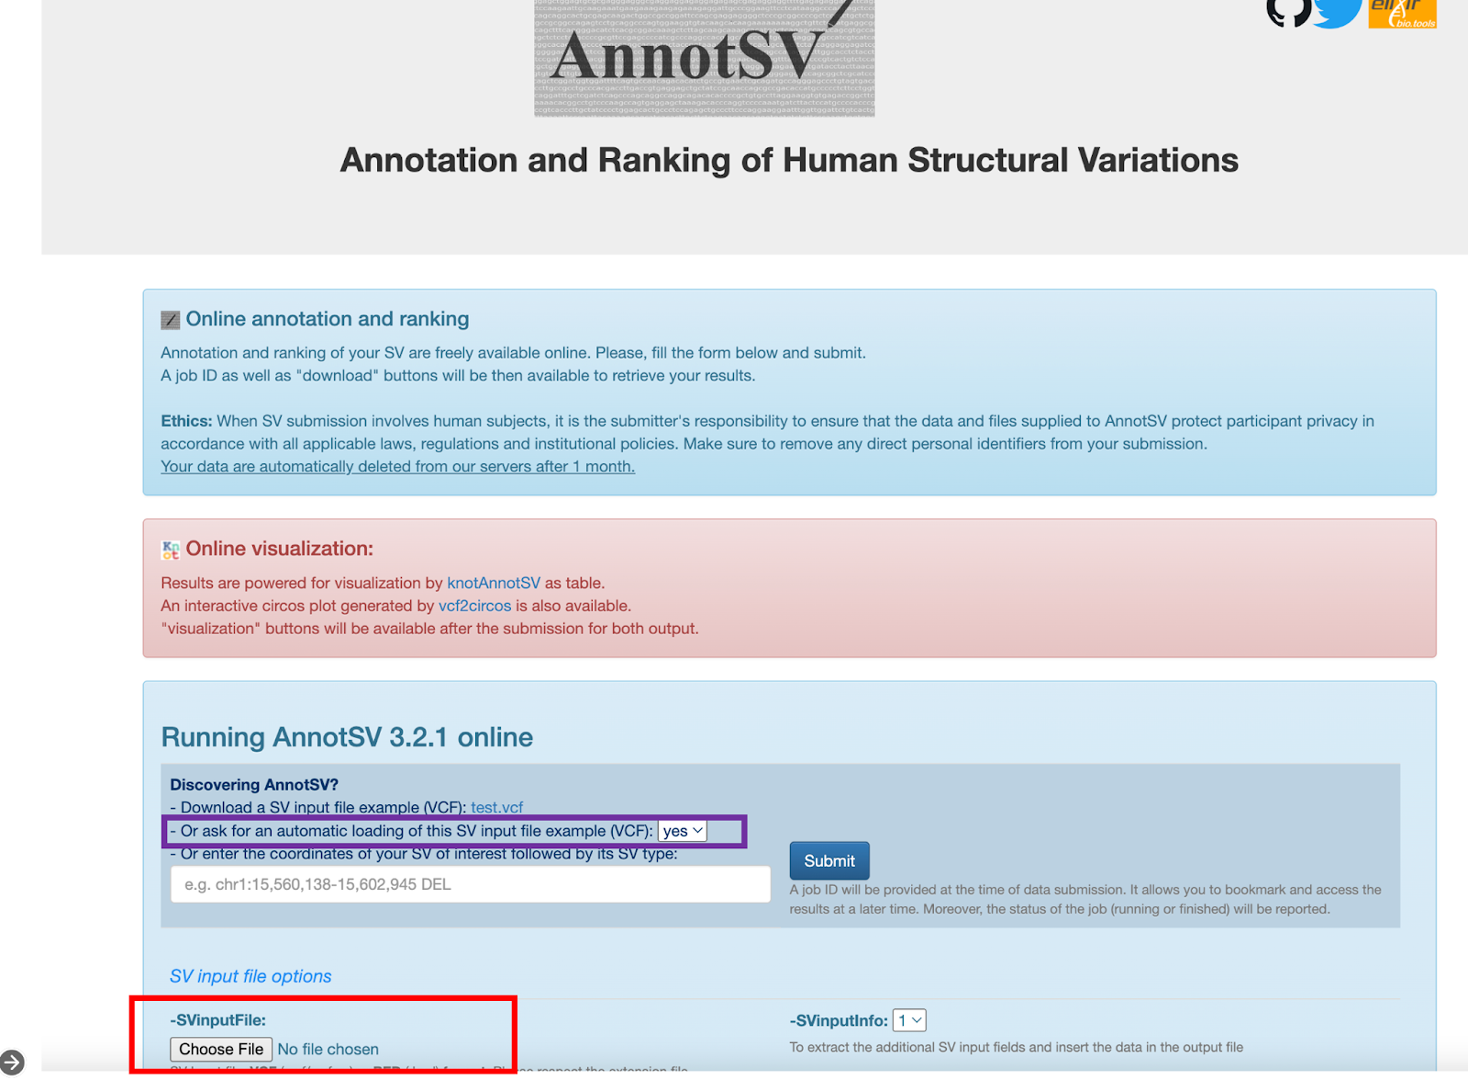 elixir
bio.tools
AnnotSV
Annotation and Ranking of Human Structural Variations
Online annotation and ranking
Annotation and ranking of your SV are freely available online. Please, fill the form below and submit.
A job ID as well as "download" buttons will be then available to retrieve your results.
Ethics: When SV submission involves human subjects, it is the submitter's responsibility to ensure that the data and files supplied to AnnotSV protect participant privacy in
accordance with all applicable laws, regulations and institutional policies. Make sure to remove any direct personal identifiers from your submission.
Your data are automatically deleted from our servers after 1 month.
Knot Online visualization:
Results are powered for visualization by knotAnnotSV as table.
An interactive circos plot generated by vcf2circos is also available.
"visualization" buttons will be available after the submission for both output.
Running AnnotSV 3.2.1 online
Discovering AnnotSV?
- Download a SV input file example (VCF): test.vcf
- Or ask for an automatic loading of this SV input file example (VCF): yes
- Or enter the coordinates of your SV of interest followed by its SV type:
e.g. chr1:15,560,138-15,602,945 DEL
Submit
A job ID will be provided at the time of data submission. It allows you to bookmark and access the
results at a later time. Moreover, the status of the job (running or finished) will be reported.
SV input file options
-SVinputFile:
Choose File No file chosen
-SVinputInfo: 1
To extract the additional SV input fields and insert the data in the output file